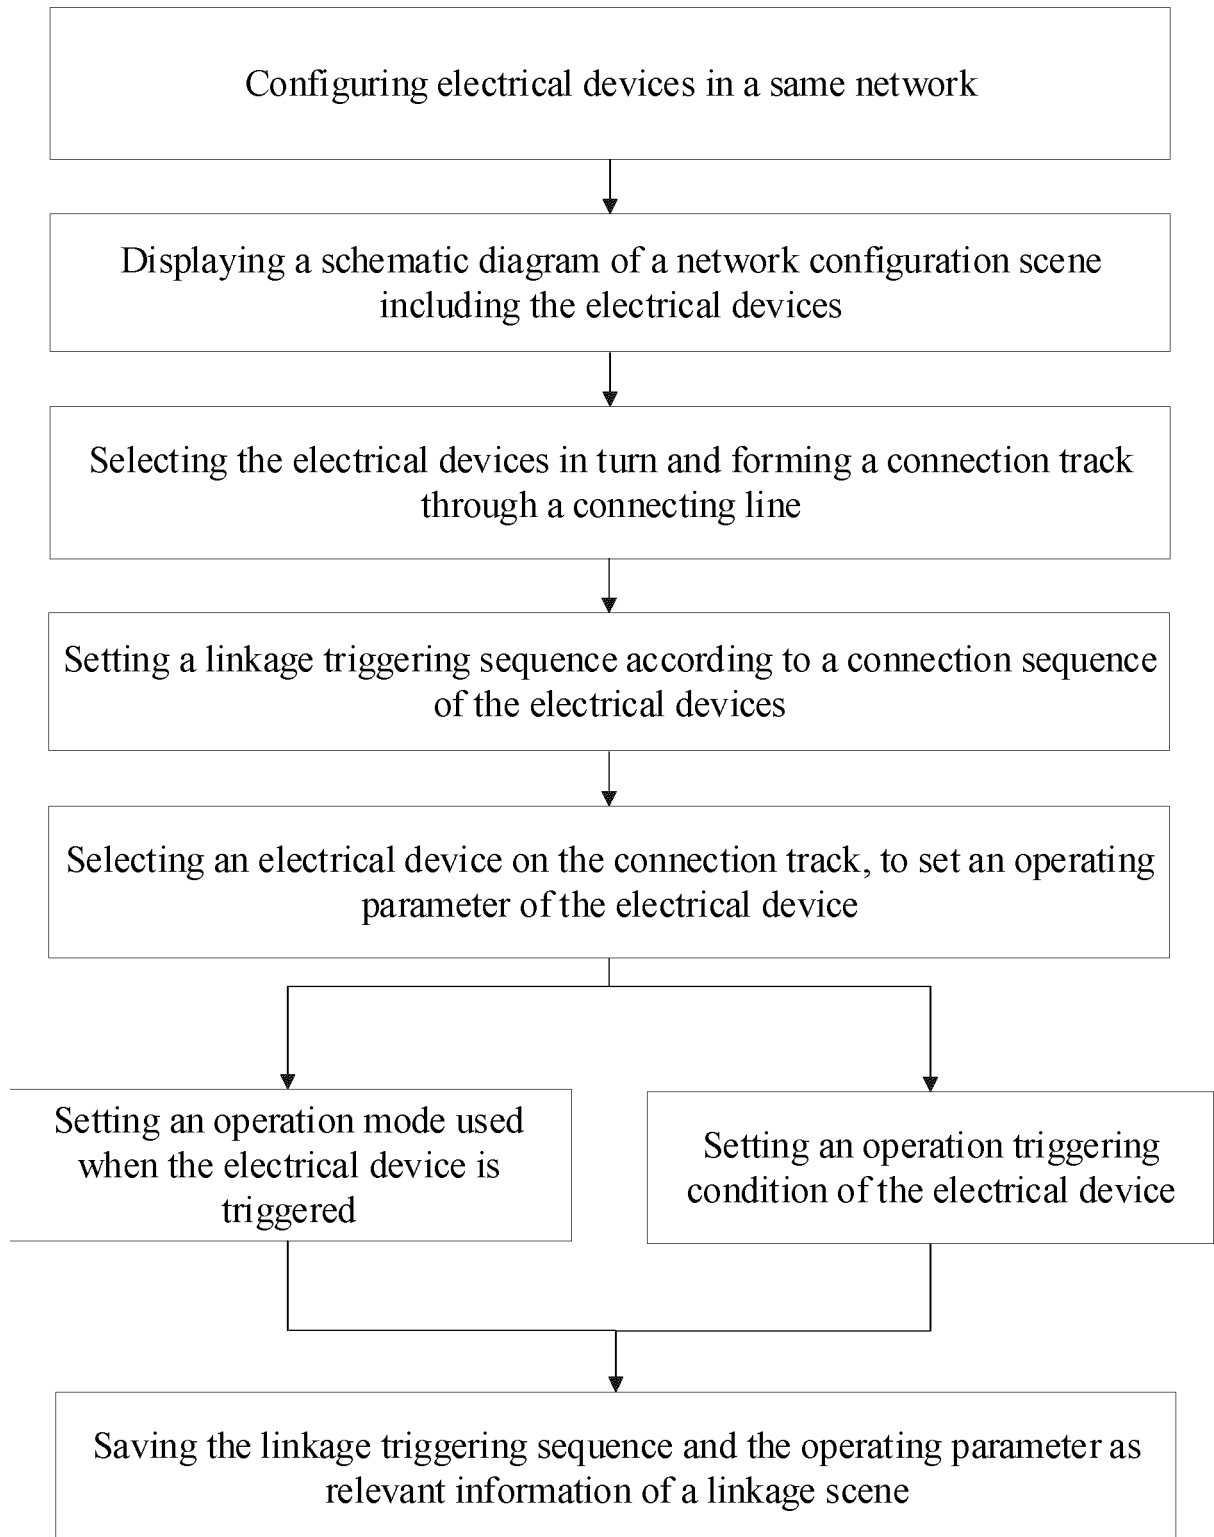 Configuring electrical devices in a same network
Displaying a schematic diagram of a network configuration scene
including the electrical devices
Selecting the electrical devices in turn and forming a connection track
through a connecting line
Setting a linkage triggering sequence according to a connection sequence
of the electrical devices
Selecting an electrical device on the connection track, to set an operating
parameter of the electrical device
Setting an operation mode used
when the electrical device is
triggered
Setting an operation triggering
condition of the electrical device
Saving the linkage triggering sequence and the operating parameter as
relevant information of a linkage scene